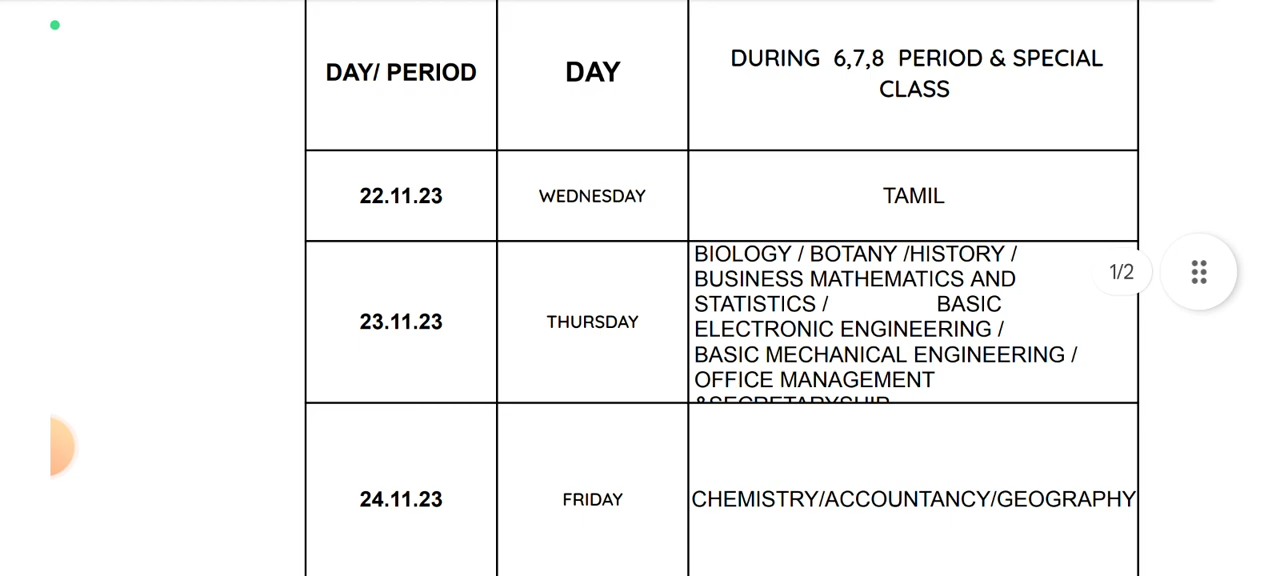 DAY/ PERIOD
DAY
DURING 6,7,8 PERIOD & SPECIAL
CLASS
22.11.23
WEDNESDAY
TAMIL
23.11.23
THURSDAY
BIOLOGY / BOTANY /HISTORY /
BUSINESS MATHEMATICS AND
STATISTICS / BASIC
ELECTRONIC ENGINEERING /
BASIC MECHANICAL ENGINEERING /
OFFICE MANAGEMENT
&SECRETARYSHIP
1/2
24.11.23
FRIDAY
CHEMISTRY/ACCOUNTANCY/GEOGRAPHY